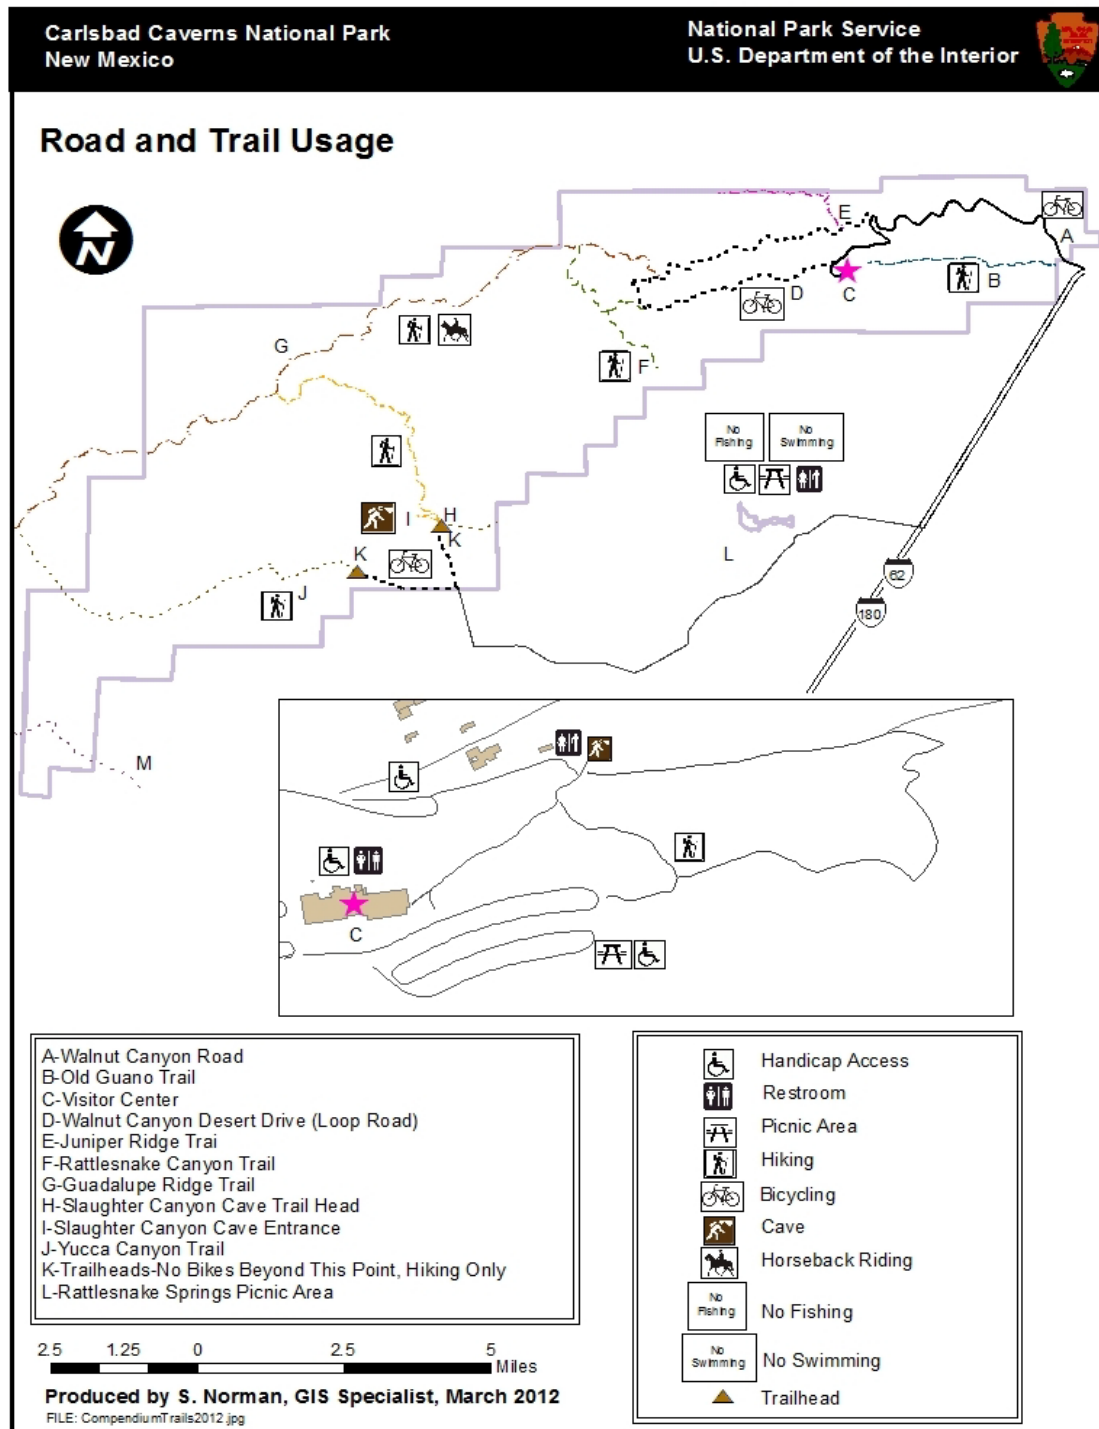 Carlsbad Caverns National Park
New Mexico
National Park Service
U.S. Department of the Interior
Road and Trail Usage
N
E
A
B
C
D
G
F
No Fishing
No Swimming
H
I
K
K
L
J
62
180
M
C
A-Walnut Canyon Road
B-Old Guano Trail
C-Visitor Center
D-Walnut Canyon Desert Drive (Loop Road)
E-Juniper Ridge Trai
F-Rattlesnake Canyon Trail
G-Guadalupe Ridge Trail
H-Slaughter Canyon Cave Trail Head
I-Slaughter Canyon Cave Entrance
J-Yucca Canyon Trail
K-Trailheads-No Bikes Beyond This Point, Hiking Only
L-Rattlesnake Springs Picnic Area
Handicap Access
Restroom
Picnic Area
Hiking
Bicycling
Cave
Horseback Riding
No Fishing
No Fishing
No Swimming
No Swimming
Trailhead
2.5 1.25 0 2.5 5
Miles
Produced by S. Norman, GIS Specialist, March 2012
FILE: CompendiumTrails2012.jpg